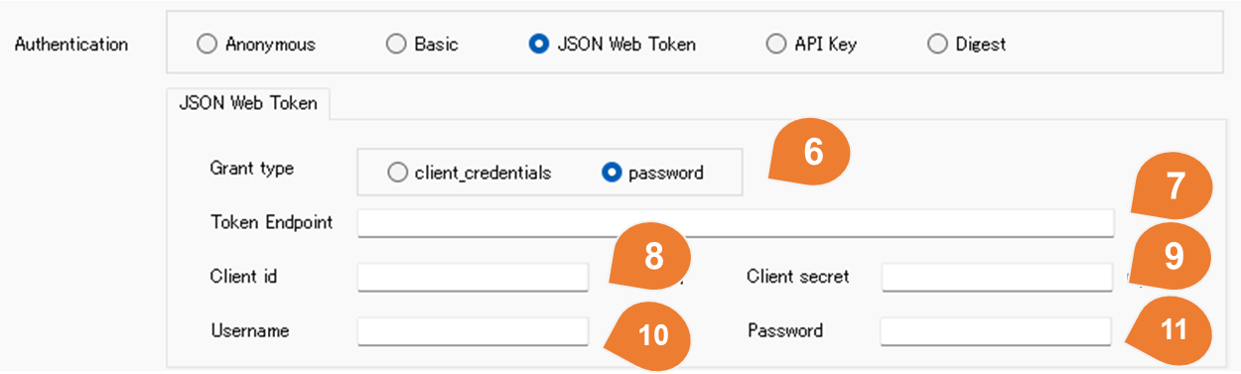 Authentication Anonymous Basic JSON Web Token API Key Digest
JSON Web Token
Grant type client_credentials password 6
Token Endpoint 7
Client id 8 Client secret 9
Username 10 Password 11